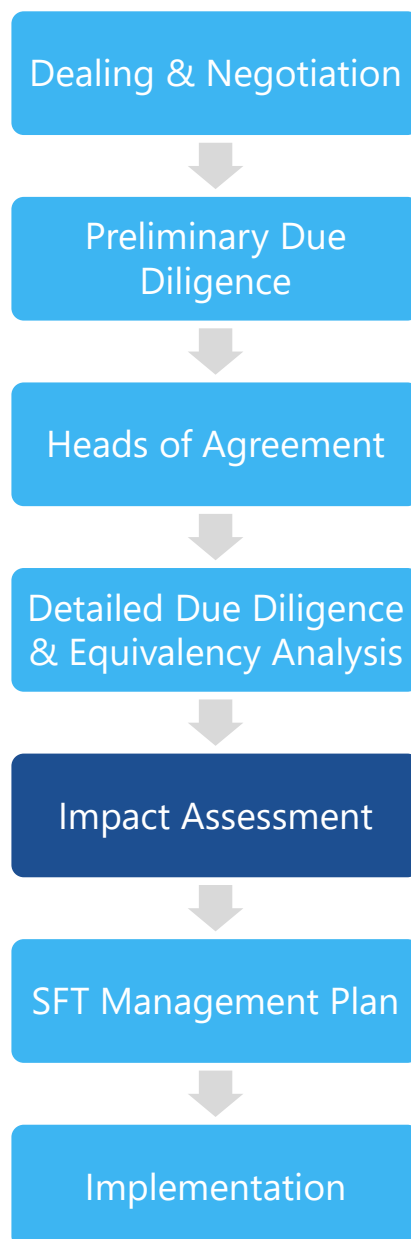 Dealing & Negotiation
Preliminary Due
Diligence
Heads of Agreement
Detailed Due Diligence
& Equivalency Analysis
Impact Assessment
SFT Management Plan
Implementation